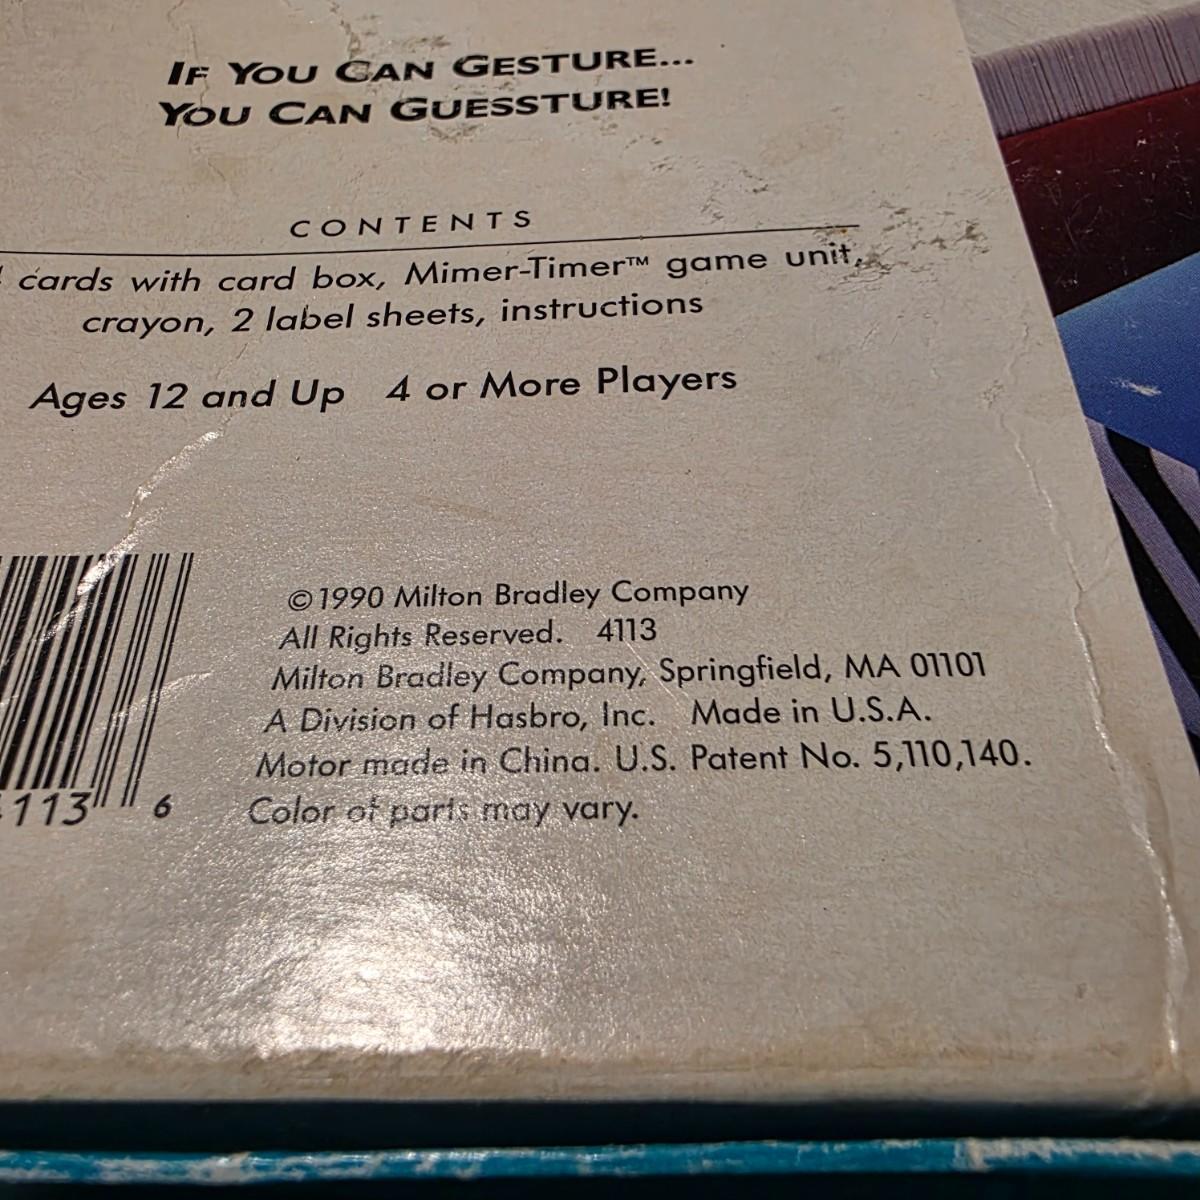 IF YOU CAN GESTURE...
YOU CAN GUESSTURE!
CONTENTS
cards with card box, Mimer-Timer™ game unit,
crayon, 2 label sheets, instructions
Ages 12 and Up 4 or More Players
©1990 Milton Bradley Company
All Rights Reserved. 4113
Milton Bradley Company, Springfield, MA 01101
A Division of Hasbro, Inc. Made in U.S.A.
Motor made in China. U.S. Patent No. 5,110,140.
Color of parts may vary.
113 6